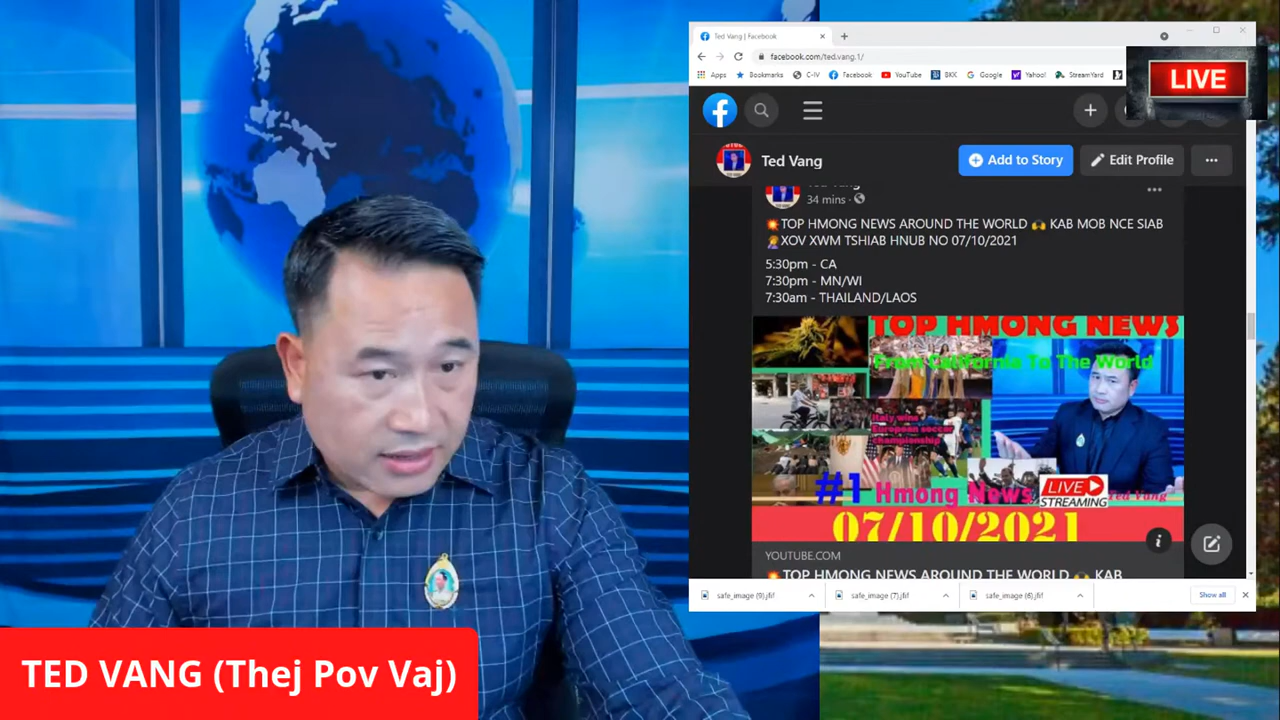 Ted Vang | Facebook
facebook.com/ted.vang.1/
Apps Bookmarks C-IV Facebook YouTube BKK Google Yahoo! StreamYard
LIVE
Ted Vang
Add to Story
Edit Profile
34 mins
TOP HMONG NEWS AROUND THE WORLD KAB MOB NCE SIAB
XOV XWM TSHIAB HNUB NO 07/10/2021
5:30pm - CA
7:30pm - MN/WI
7:30am - THAILAND/LAOS
TOP HMONG NEWS
From California To The World
Italy wins
European soccer
championship
#1 Hmong News
LIVE
STREAMING
Ted Vang
07/10/2021
YOUTUBE.COM
TOP HMONG NEWS AROUND THE WORLD KAB
safe_image (9).jfif
safe_image (7).jfif
safe_image (6).jfif
Show all
TED VANG (Thej Pov Vaj)